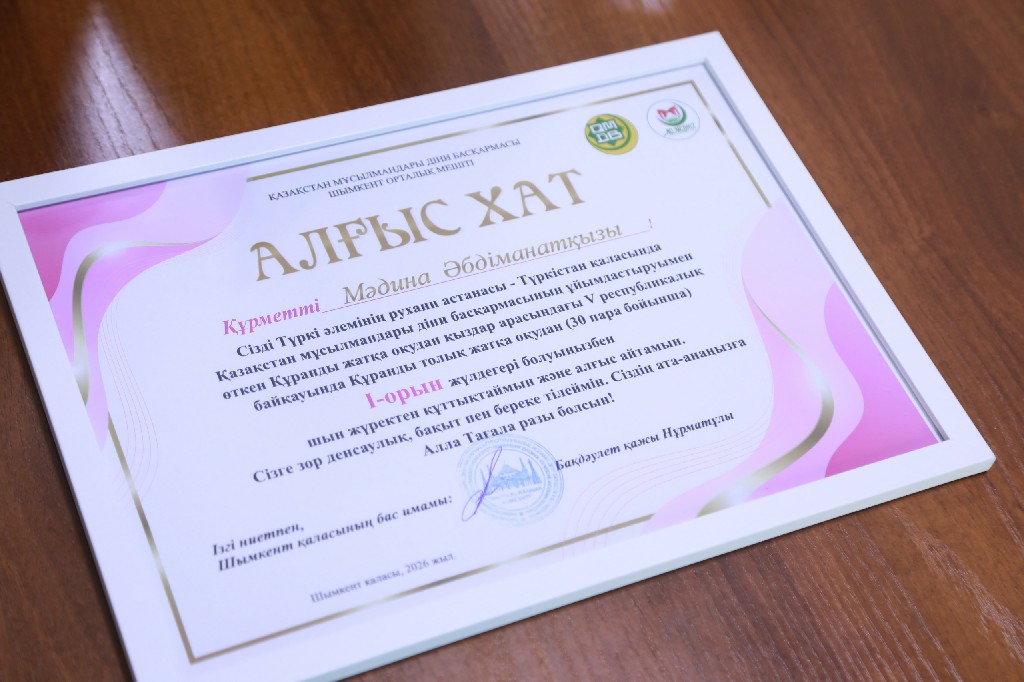 ҚАЗАҚСТАН МҰСЫЛМАНДАРЫ ДІНИ БАСҚАРМАСЫ
ШЫМКЕНТ ОРТАЛЫҚ МЕШІТІ
QM
DB
АЛҒЫС ХАТ
Құрметті Мәдина Әбдіманатқызы !
Сізді Түркі әлемінің рухани астанасы - Түркістан қаласында
Қазақстан мұсылмандары діни басқармасының ұйымдастыруымен
өткен Құранды жатқа оқудан қыздар арасындағы V республикалық
байқауында Құранды толық жатқа оқудан (30 пара бойынша)
І-орын жүлдегері болуыңызбен
шын жүректен құттықтаймын және алғыс айтамын.
Сізге зор денсаулық, бақыт пен береке тілеймін. Сіздің ата-анаңызға
Алла Тағала разы болсын!
Ізгі ниетпен,
Шымкент қаласының бас имамы: Бақдәулет қажы Нұрматұлы
Шымкент қаласы, 2026 жыл.